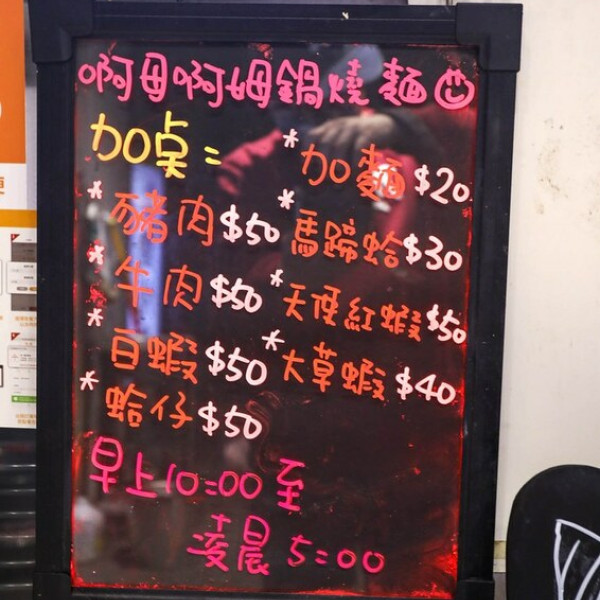 啊母啊姆鍋燒麵
加点=
*加麵 $20
*豬肉 $50
*馬蹄蛤 $30
*牛肉 $50
*天使紅蝦 $50
*白蝦 $50
*大草蝦 $40
*蛤仔 $50
早上10:00至
凌晨5:00